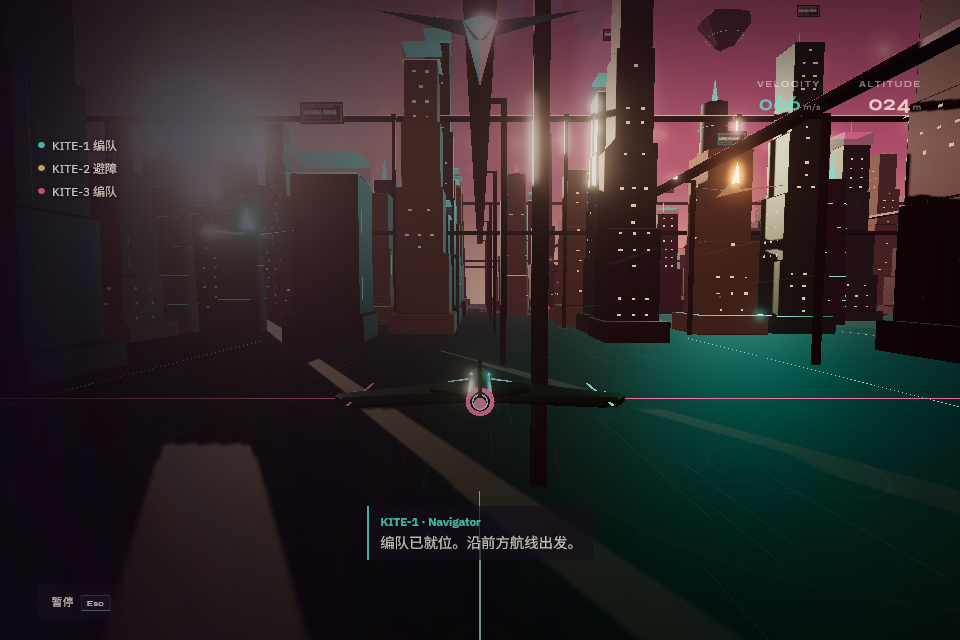 VELOCITY
ALTITUDE
086 m/s
024 m
KITE-1 编队
KITE-2 避障
KITE-3 编队
KITE-1 · Navigator
编队已就位。沿前方航线出发。
暂停 Esc